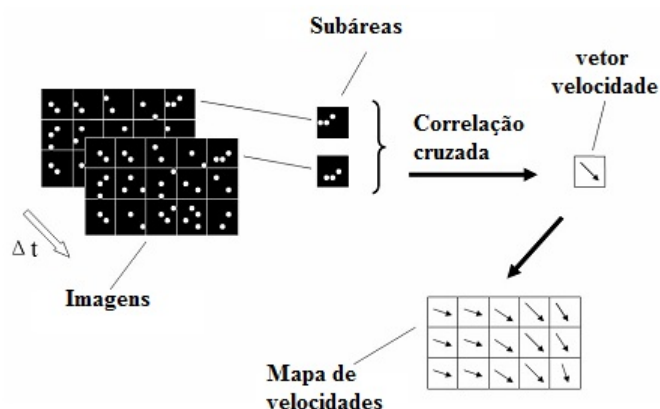 Subáreas
vetor
velocidade
Correlação
cruzada
Δ t
Imagens
Mapa de
velocidades